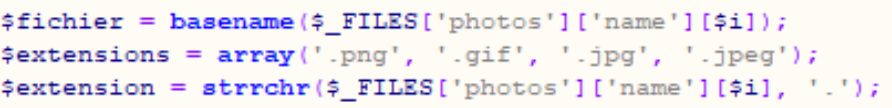 $fichier = basename($_FILES['photos']['name'][$i]);
$extensions = array('.png', '.gif', '.jpg', '.jpeg');
$extension = strrchr($_FILES['photos']['name'][$i], '.');